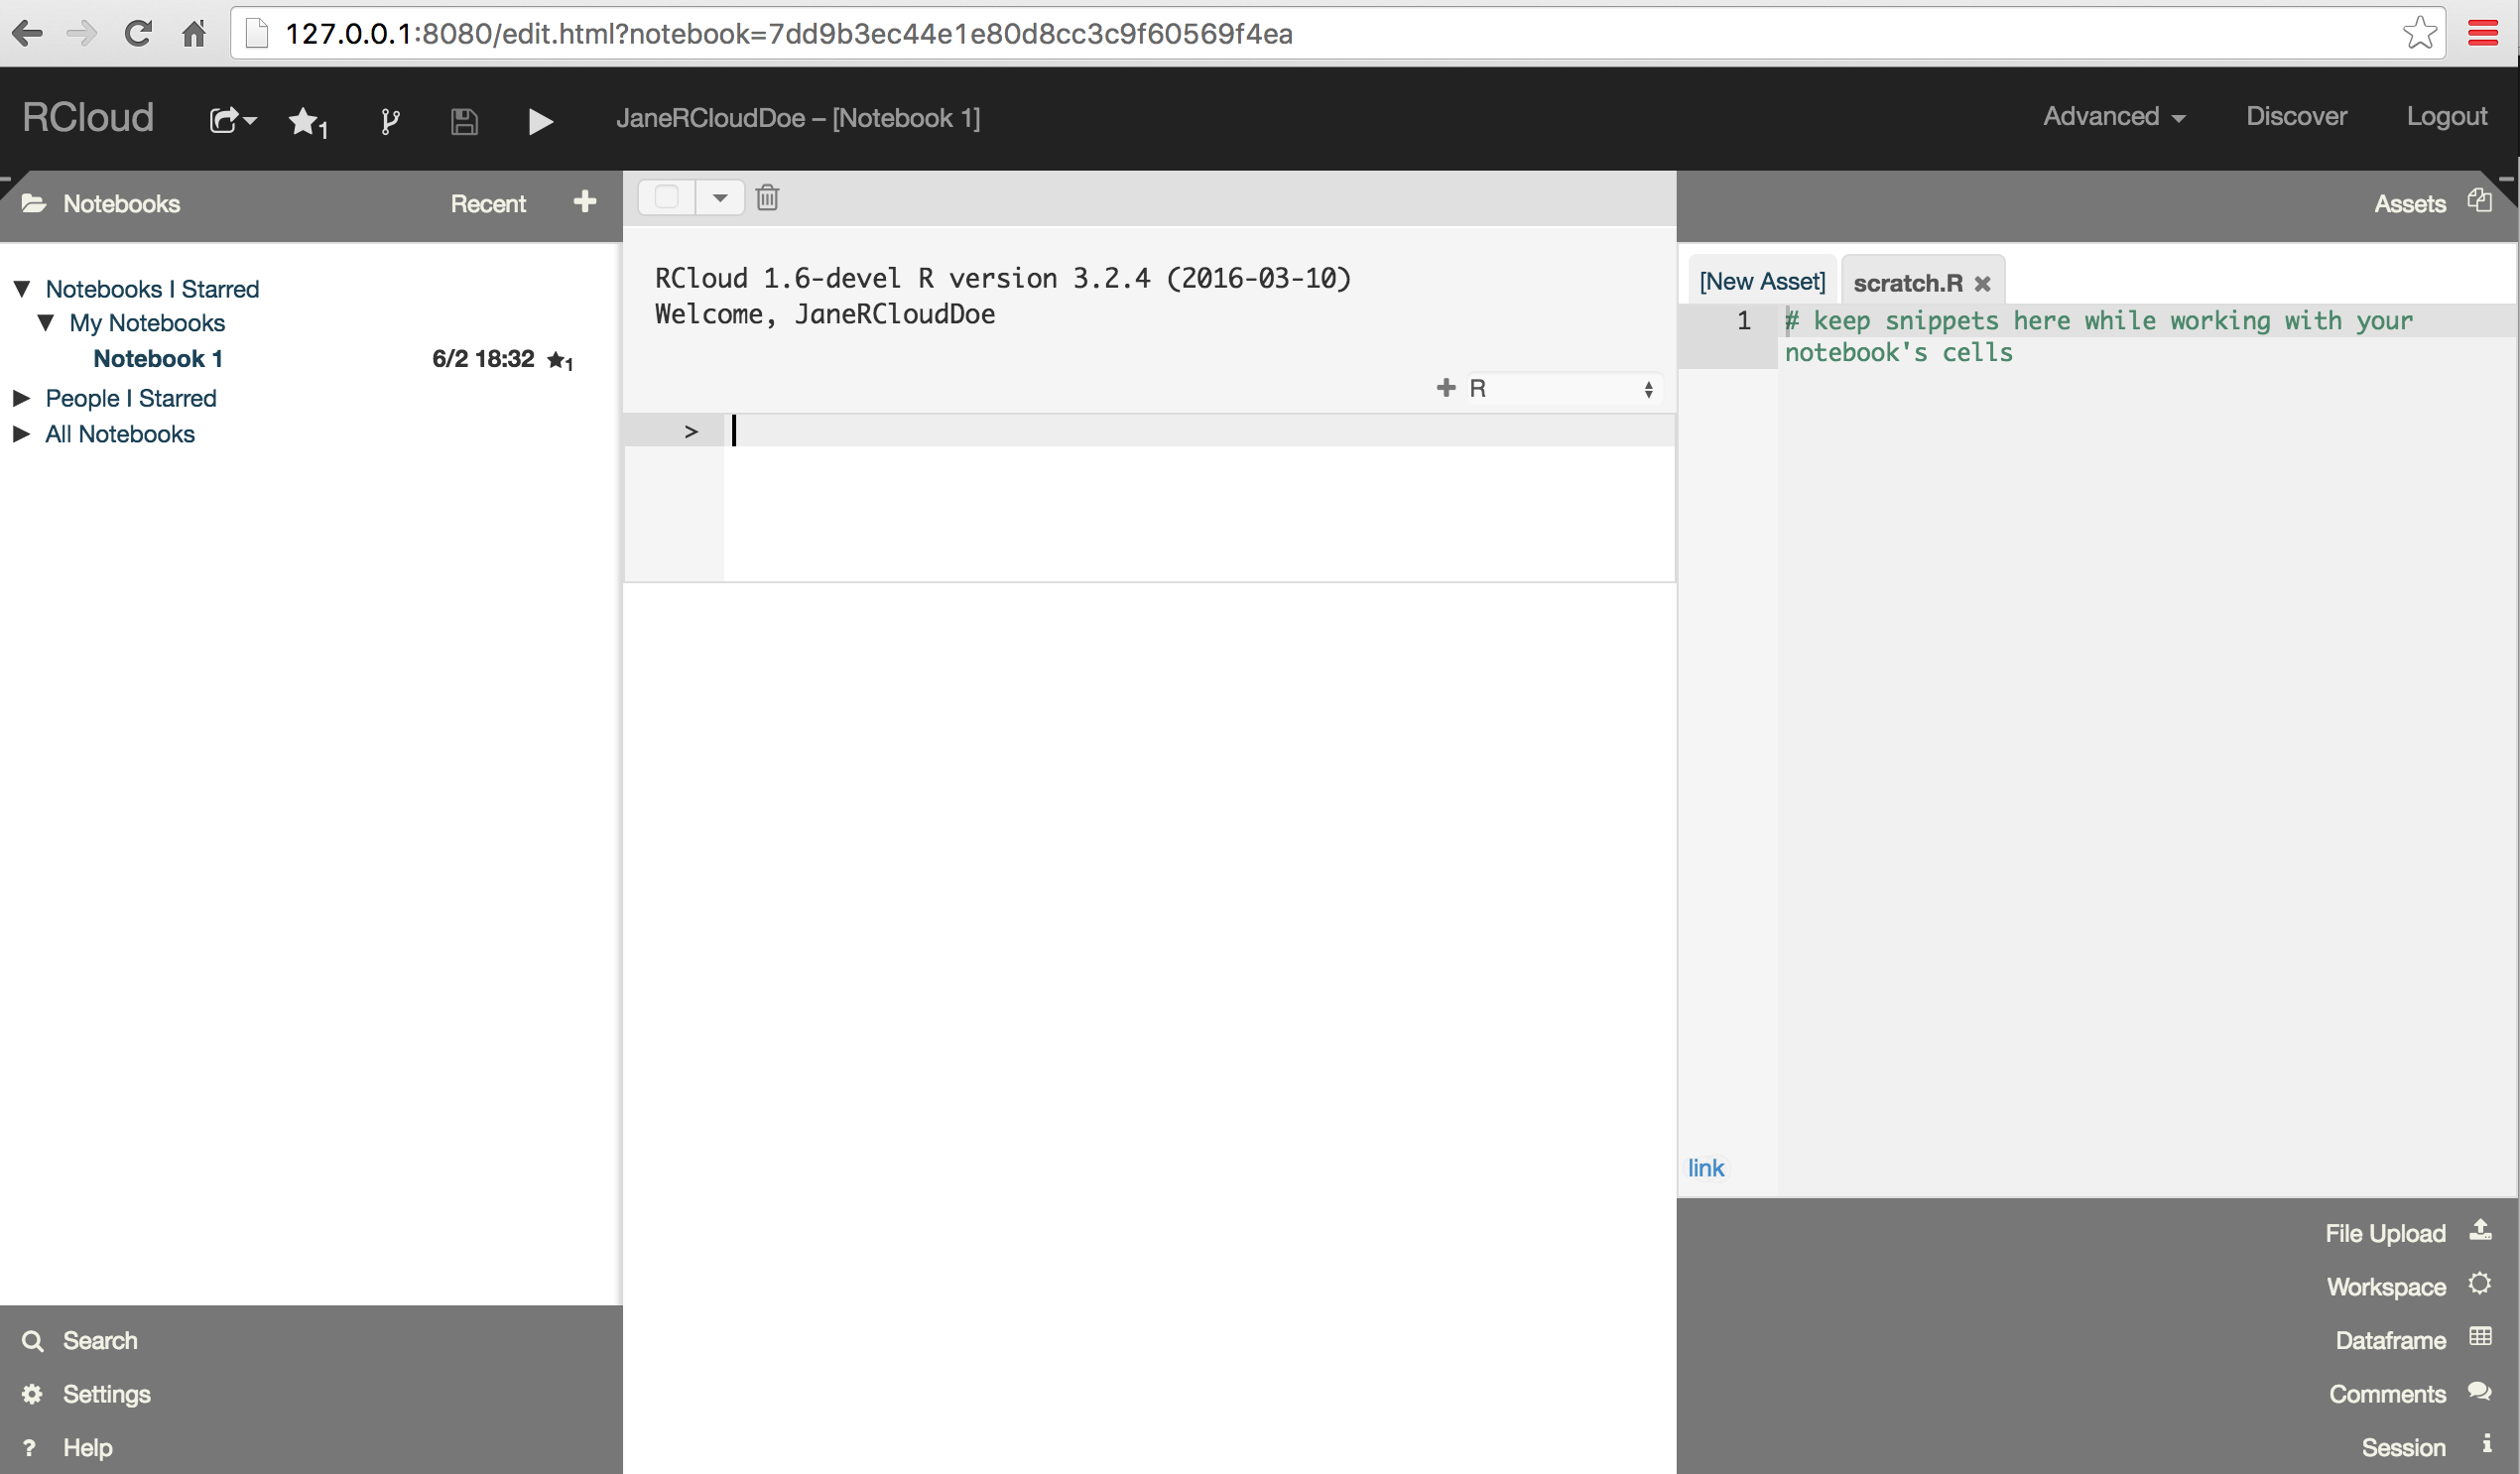 127.0.0.1:8080/edit.html?notebook=7dd9b3ec44e1e80d8cc3c9f60569f4ea
RCloud
1
JaneRCloudDoe – [Notebook 1]
Advanced
Discover
Logout
Notebooks
Recent
Notebooks I Starred
My Notebooks
Notebook 1 6/2 18:32 1
People I Starred
All Notebooks
Search
Settings
? Help
RCloud 1.6-devel R version 3.2.4 (2016-03-10)
Welcome, JaneRCloudDoe
R
>
Assets
[New Asset] scratch.R
1 # keep snippets here while working with your
notebook's cells
link
File Upload
Workspace
Dataframe
Comments
Session